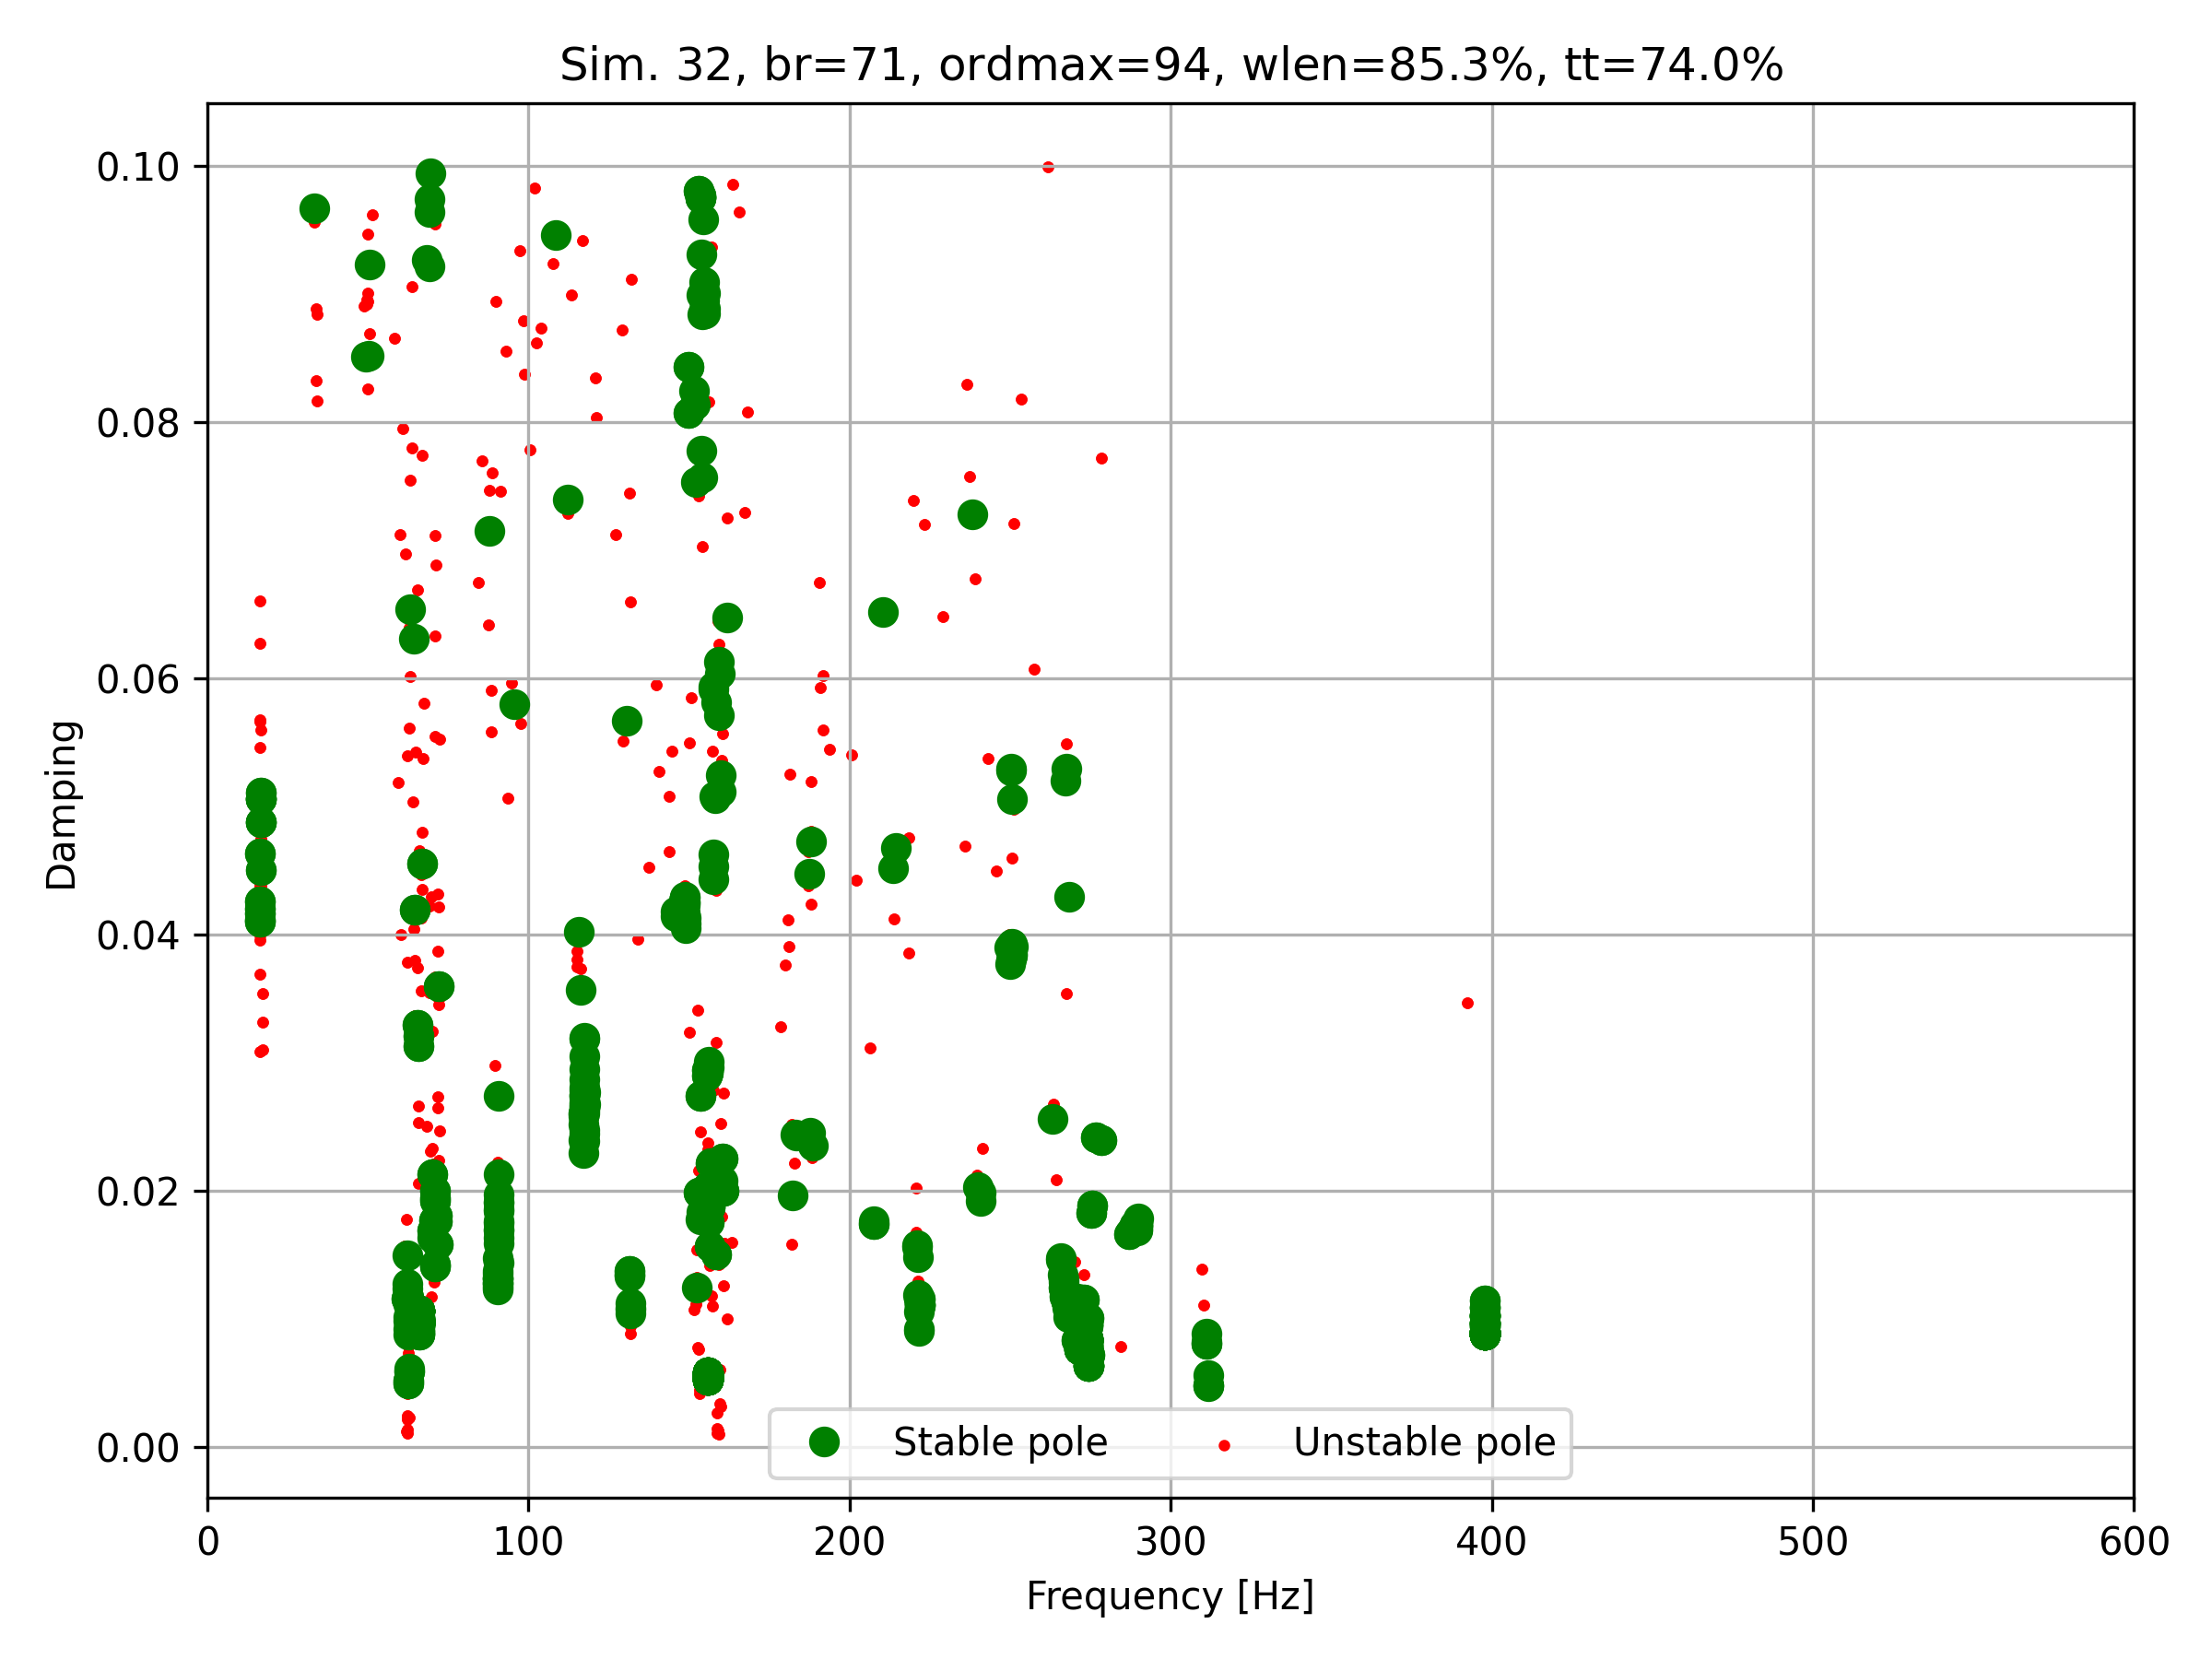 Sim. 32, br=71, ordmax=94, wlen=85.3%, tt=74.0%
0.10
0.08
0.06
0.04
0.02
0.00
Damping
Stable pole
Unstable pole
0 100 200 300 400 500 600
Frequency [Hz]